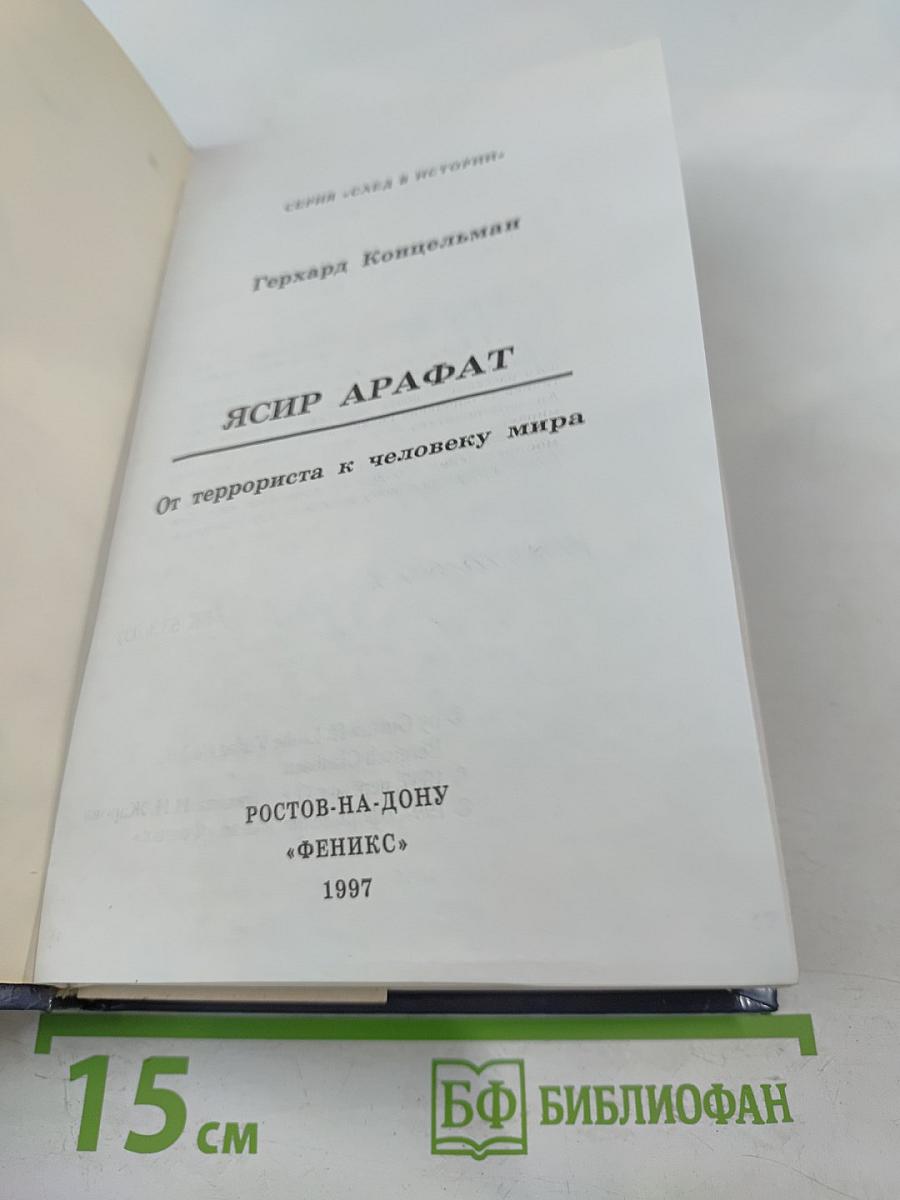 СЕРИЯ «СЛЕД В ИСТОРИИ»
Герхард Концельман
ЯСИР АРАФАТ
От террориста к человеку мира
РОСТОВ-НА-ДОНУ
«ФЕНИКС»
1997
15 см
БФ БИБЛИОФАН